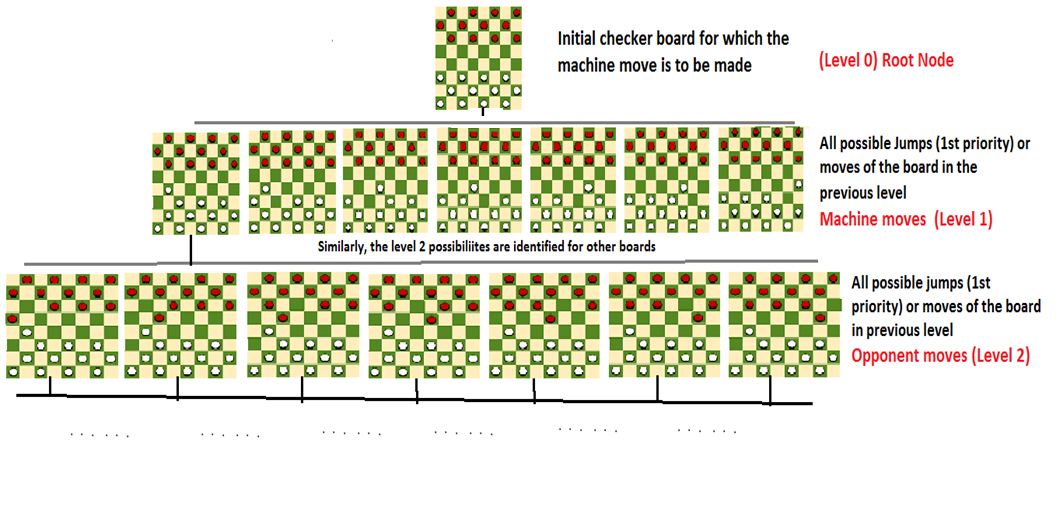 Initial checker board for which the
machine move is to be made
(Level 0) Root Node
All possible Jumps (1st priority) or
moves of the board in the
previous level
Machine moves (Level 1)
Similarly, the level 2 possibiliites are identified for other boards
All possible jumps (1st
priority) or moves of the board
in previous level
Opponent moves (Level 2)
. . . . . . . . . . . . . . . . . . . . . . . . . . . . . . . . . . . .